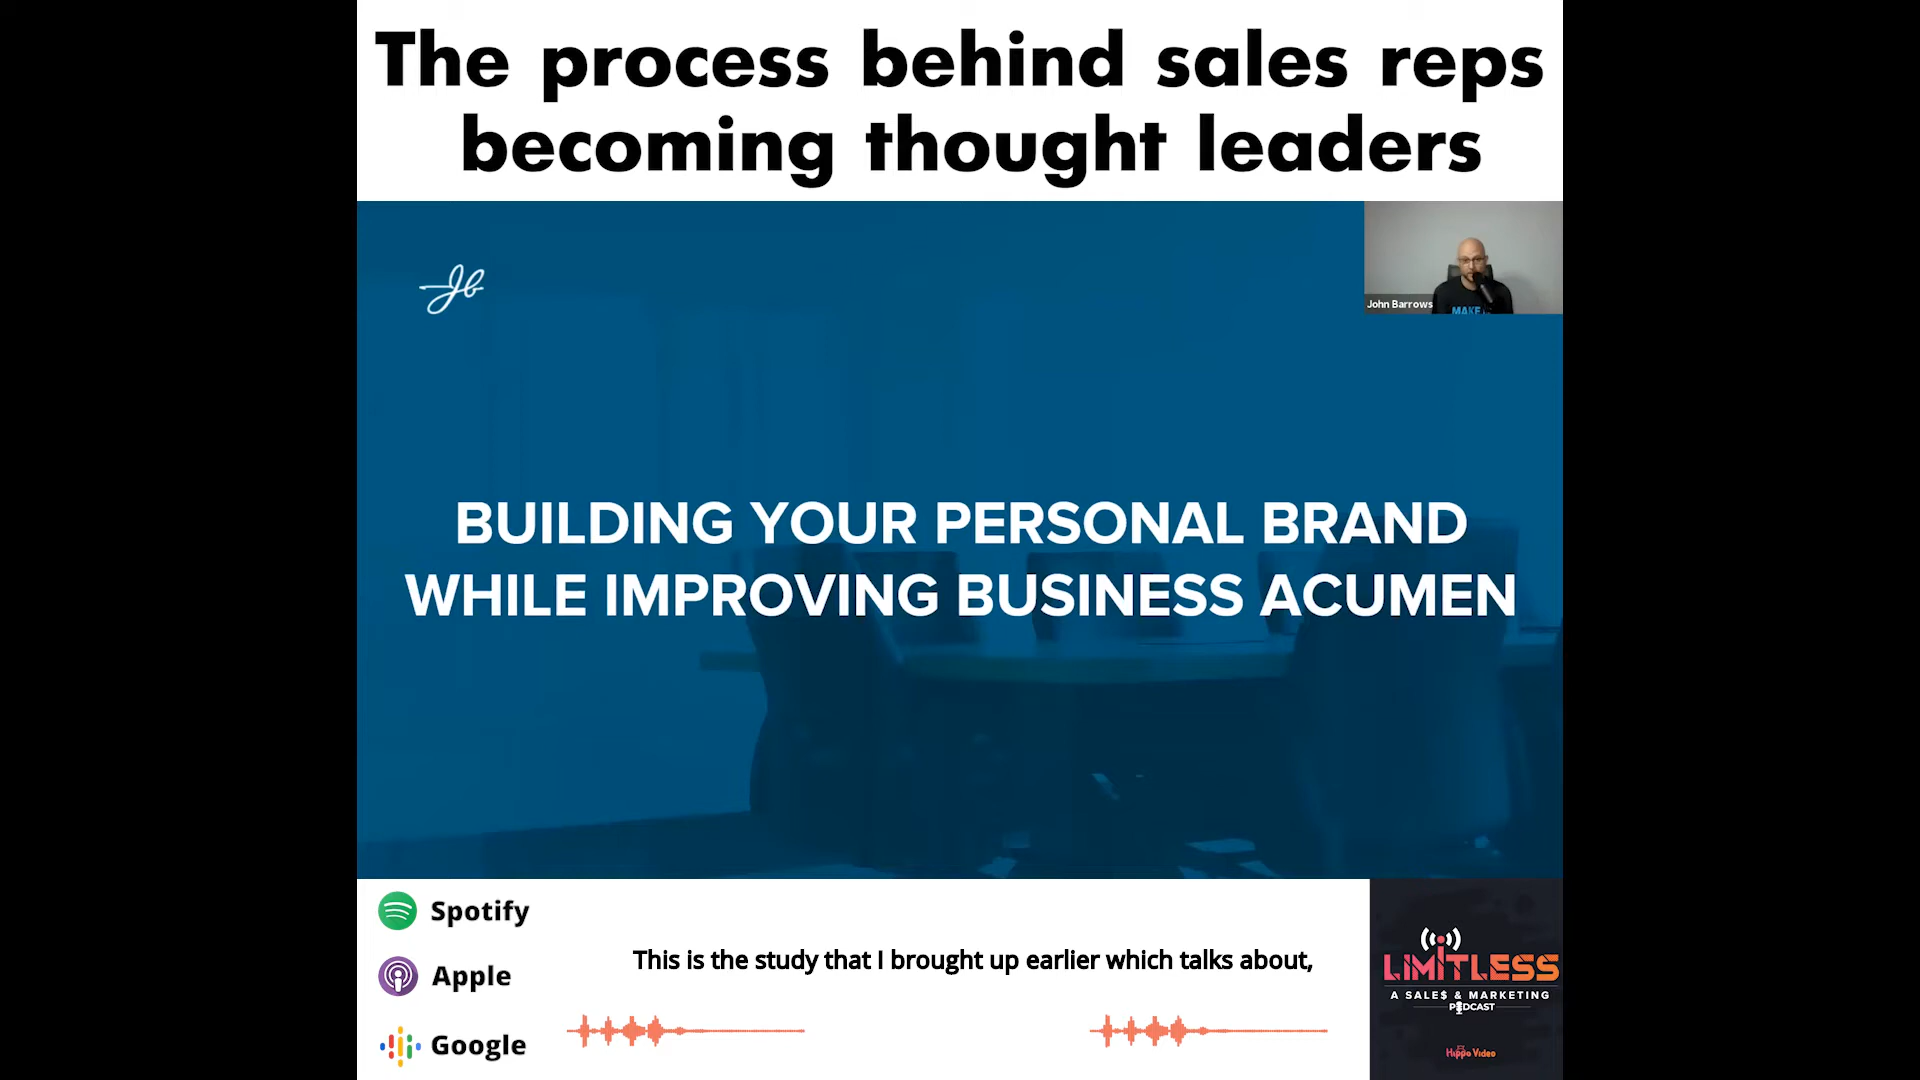 The process behind sales reps
becoming thought leaders
Jb
John Barrows
MAKE
BUILDING YOUR PERSONAL BRAND
WHILE IMPROVING BUSINESS ACUMEN
Spotify
Apple
Google
This is the study that I brought up earlier which talks about,
LIMITLESS
A SALE$ & MARKETING
PODCAST
Hippo Video